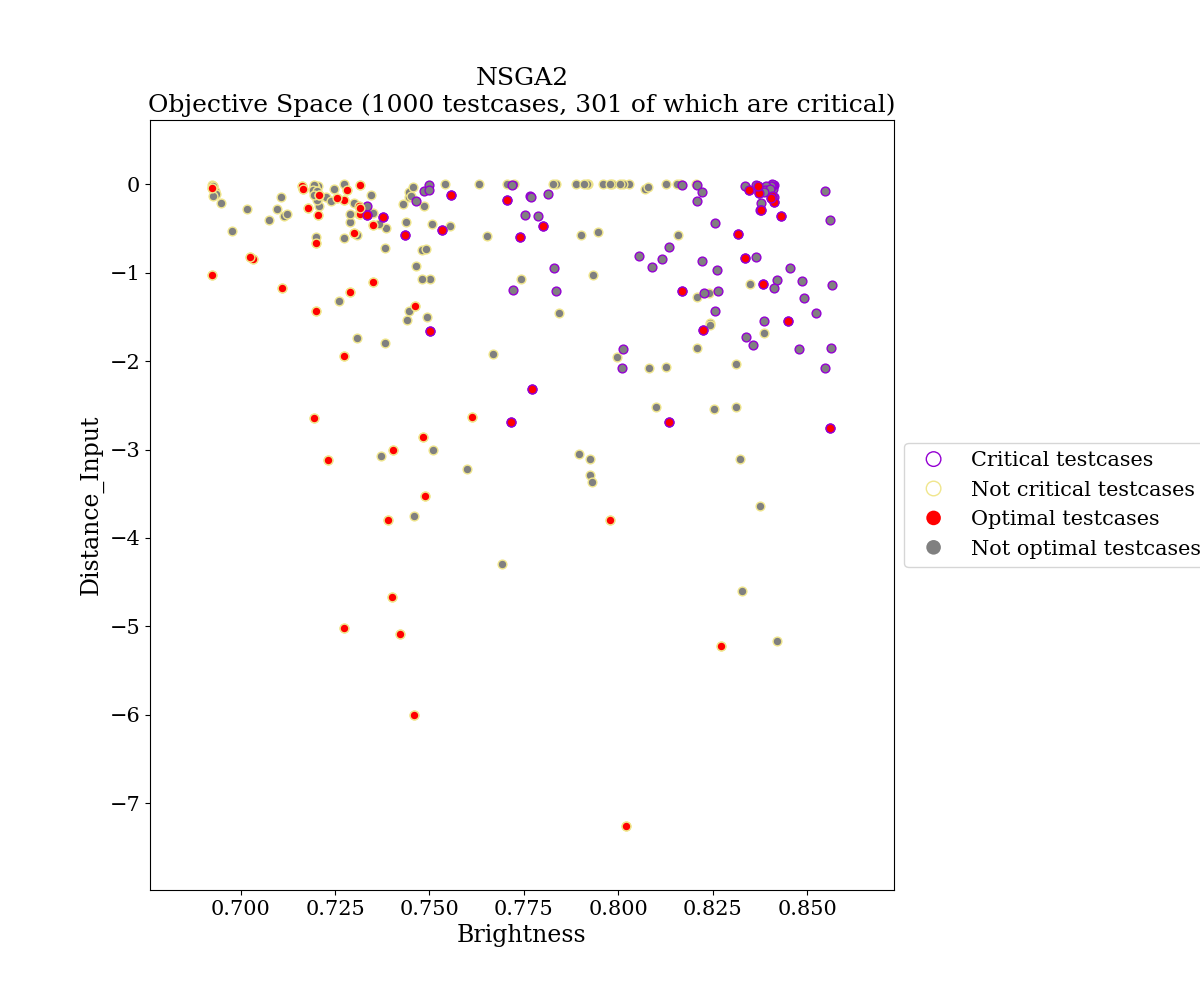 NSGA2
Objective Space (1000 testcases, 301 of which are critical)
0
−1
−2
−3
−4
−5
−6
−7
Distance_Input
0.700 0.725 0.750 0.775 0.800 0.825 0.850
Brightness
Critical testcases
Not critical testcases
Optimal testcases
Not optimal testcases